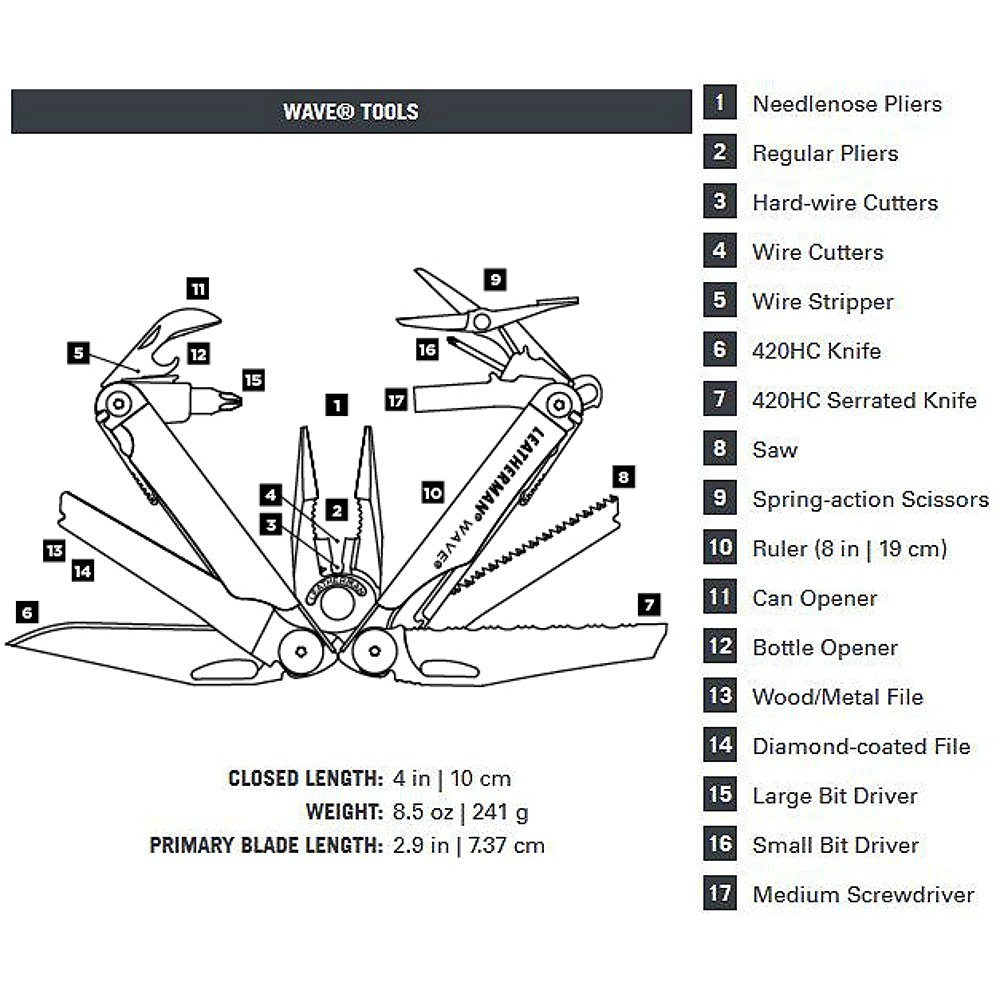 WAVE® TOOLS
1 Needlenose Pliers
2 Regular Pliers
3 Hard-wire Cutters
4 Wire Cutters
5 Wire Stripper
6 420HC Knife
7 420HC Serrated Knife
8 Saw
9 Spring-action Scissors
10 Ruler (8 in | 19 cm)
11 Can Opener
12 Bottle Opener
13 Wood/Metal File
14 Diamond-coated File
15 Large Bit Driver
16 Small Bit Driver
17 Medium Screwdriver
11
9
5
12
16
15
17
1
LEATHERMAN® WAVE®
10
8
4
2
3
13
14
LEATHERMAN
6
7
CLOSED LENGTH: 4 in | 10 cm
WEIGHT: 8.5 oz | 241 g
PRIMARY BLADE LENGTH: 2.9 in | 7.37 cm